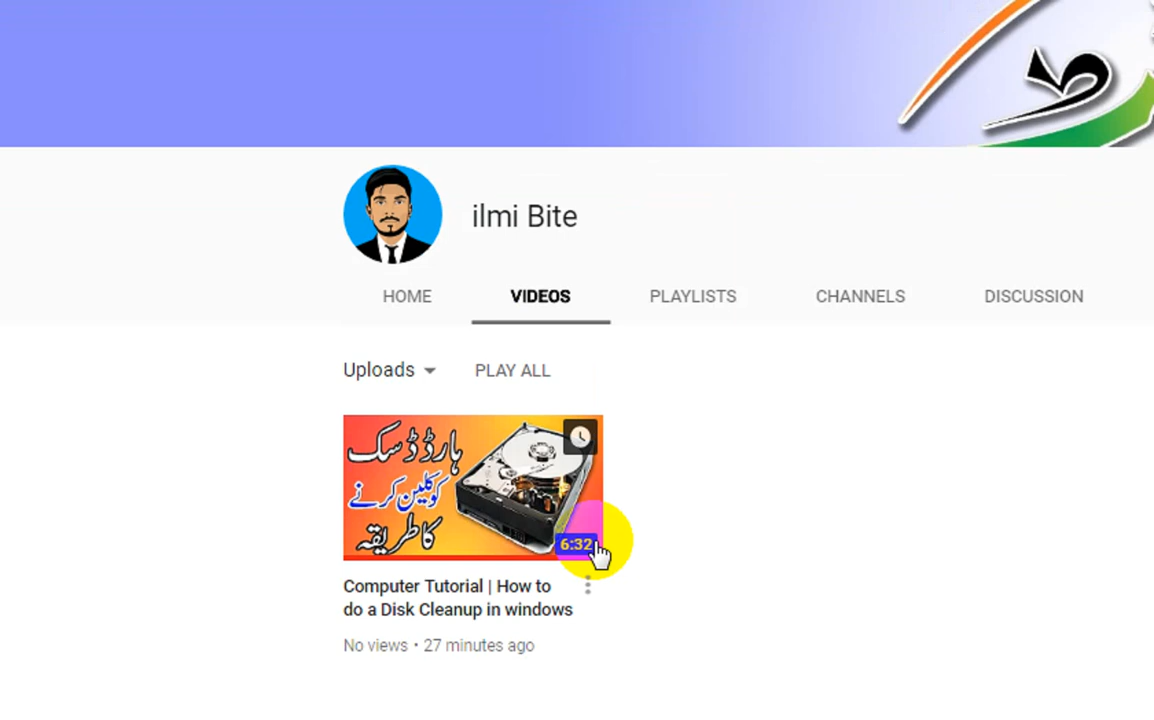 ilmi Bite
HOME VIDEOS PLAYLISTS CHANNELS DISCUSSION
Uploads PLAY ALL
ہارڈ ڈسک
کو کلین کرنے
کا طریقہ
6:32
Computer Tutorial | How to
do a Disk Cleanup in windows
No views • 27 minutes ago